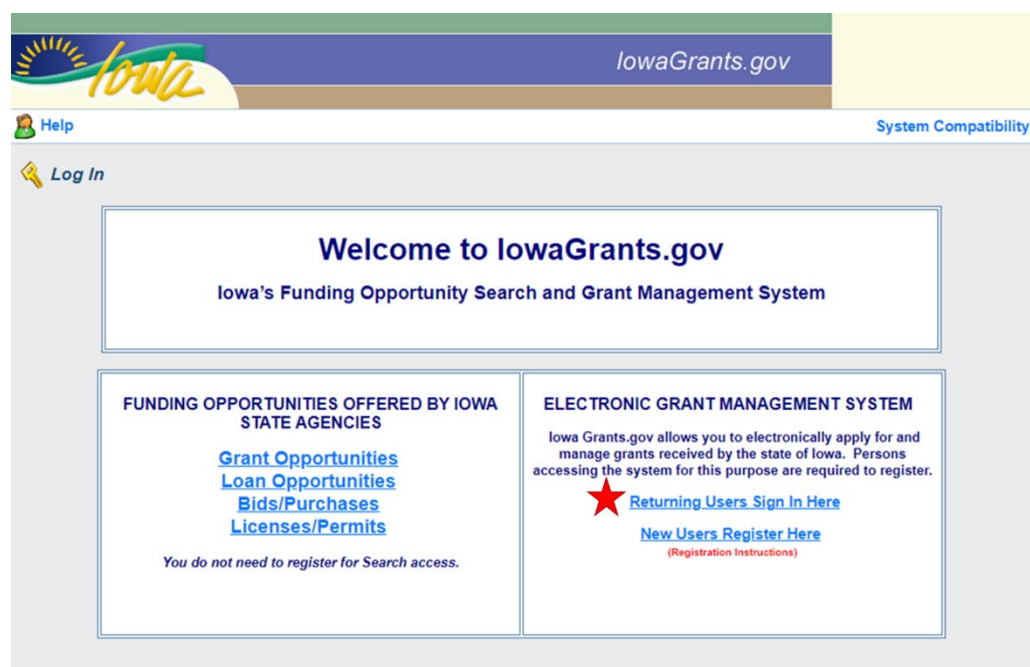 Iowa
IowaGrants.gov
Help
System Compatibility
Log In
Welcome to IowaGrants.gov
Iowa's Funding Opportunity Search and Grant Management System
FUNDING OPPORTUNITIES OFFERED BY IOWA
STATE AGENCIES
Grant Opportunities
Loan Opportunities
Bids/Purchases
Licenses/Permits
You do not need to register for Search access.
ELECTRONIC GRANT MANAGEMENT SYSTEM
Iowa Grants.gov allows you to electronically apply for and
manage grants received by the state of Iowa. Persons
accessing the system for this purpose are required to register.
Returning Users Sign In Here
New Users Register Here
(Registration Instructions)